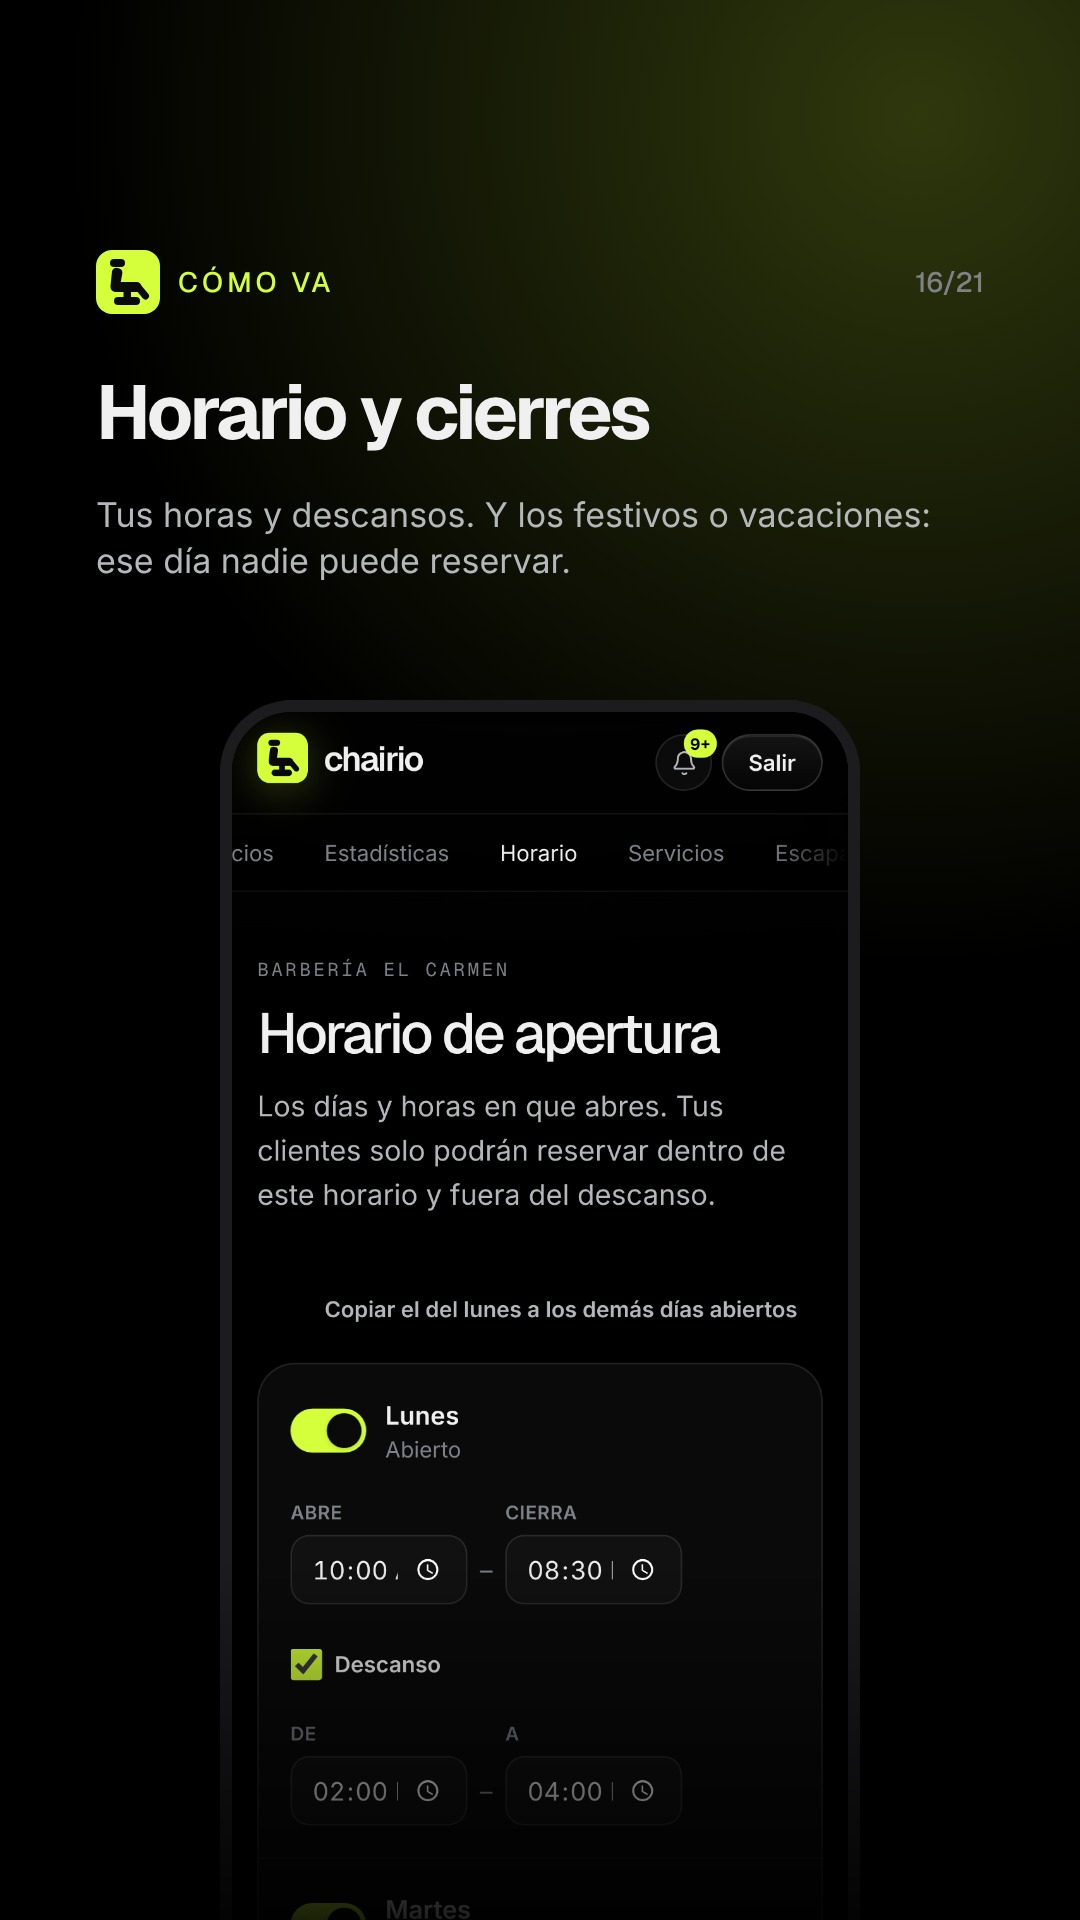 CÓMO VA
16/21
Horario y cierres
Tus horas y descansos. Y los festivos o vacaciones:
ese día nadie puede reservar.
chairio
9+
Salir
cios Estadísticas Horario Servicios Escapa
BARBERÍA EL CARMEN
Horario de apertura
Los días y horas en que abres. Tus
clientes solo podrán reservar dentro de
este horario y fuera del descanso.
Copiar el del lunes a los demás días abiertos
Lunes
Abierto
ABRE CIERRA
10:00 – 08:30
Descanso
DE A
02:00 – 04:00
Martes